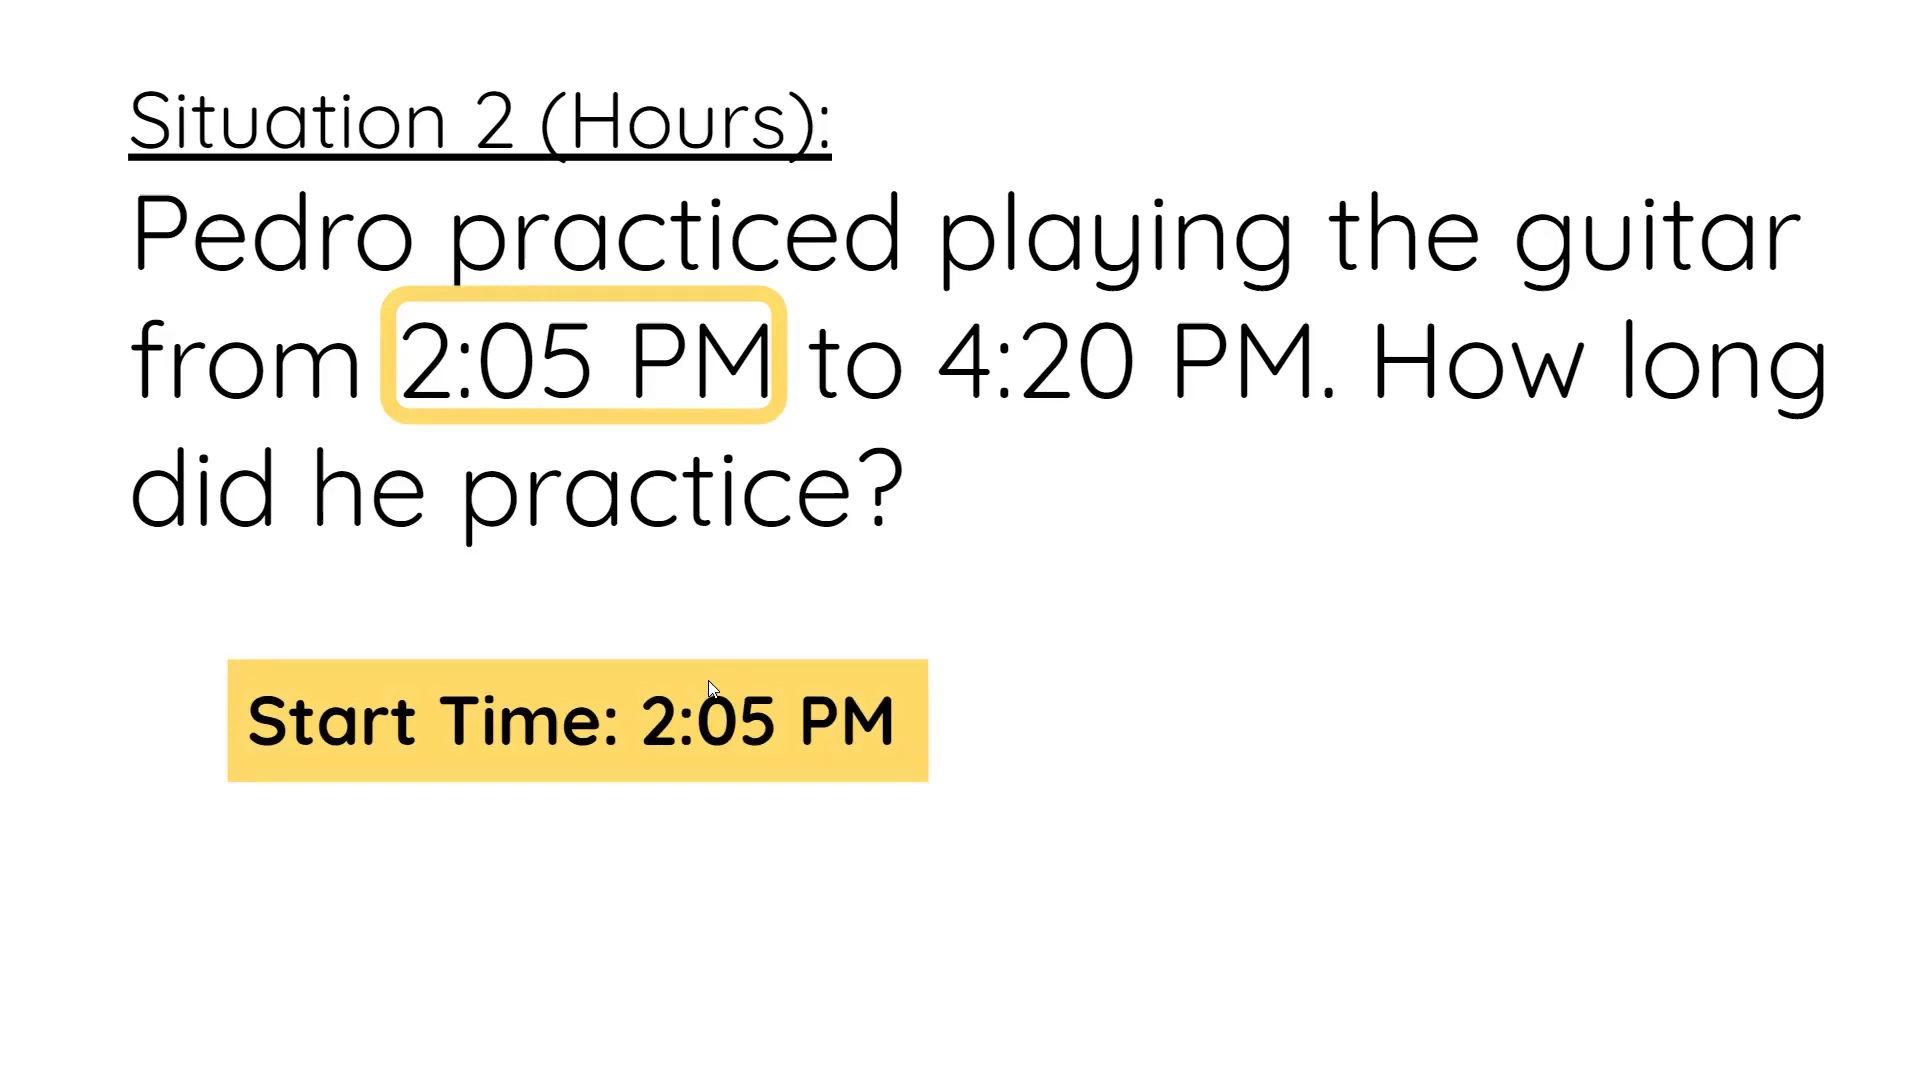 Situation 2 (Hours):
Pedro practiced playing the guitar
from 2:05 PM to 4:20 PM. How long
did he practice?
Start Time: 2:05 PM